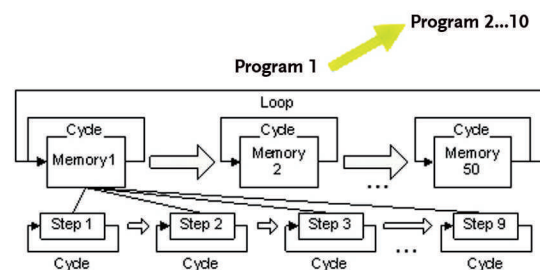 Program 2...10
Program 1
Loop
Cycle Cycle Cycle
Memory1 Memory 2 ... Memory 50
Step 1 Step 2 Step 3 ... Step 9
Cycle Cycle Cycle Cycle